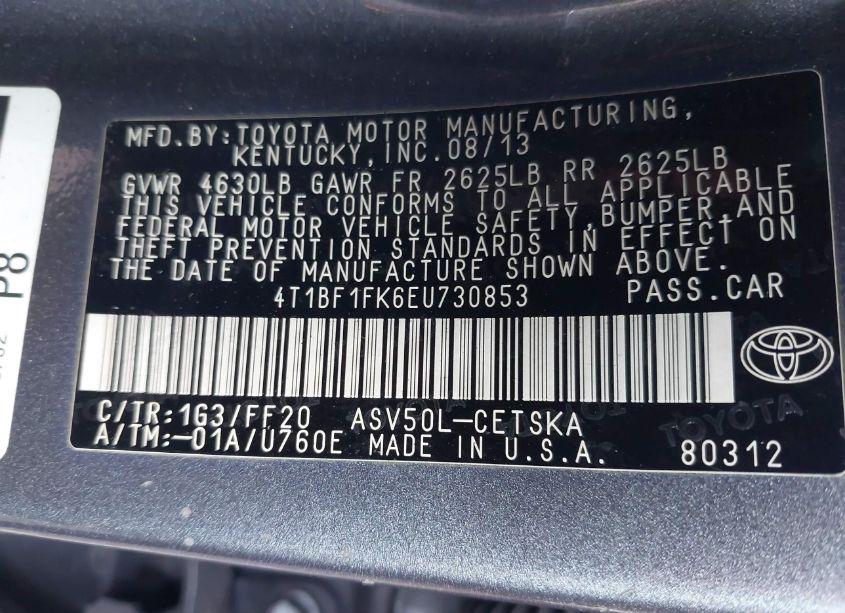 MFD.BY:TOYOTA MOTOR MANUFACTURING,
KENTUCKY,INC.08/13
GVWR 4630LB GAWR FR 2625LB RR 2625LB
THIS VEHICLE CONFORMS TO ALL APPLICABLE
FEDERAL MOTOR VEHICLE SAFETY,BUMPER,AND
THEFT PREVENTION STANDARDS IN EFFECT ON
THE DATE OF MANUFACTURE SHOWN ABOVE.
4T1BF1FK6EU730853 PASS.CAR
C/TR:1G3/FF20 ASV50L-CETSKA
A/TM:-01A/U760E MADE IN U.S.A. 80312
P8
TOYOTA